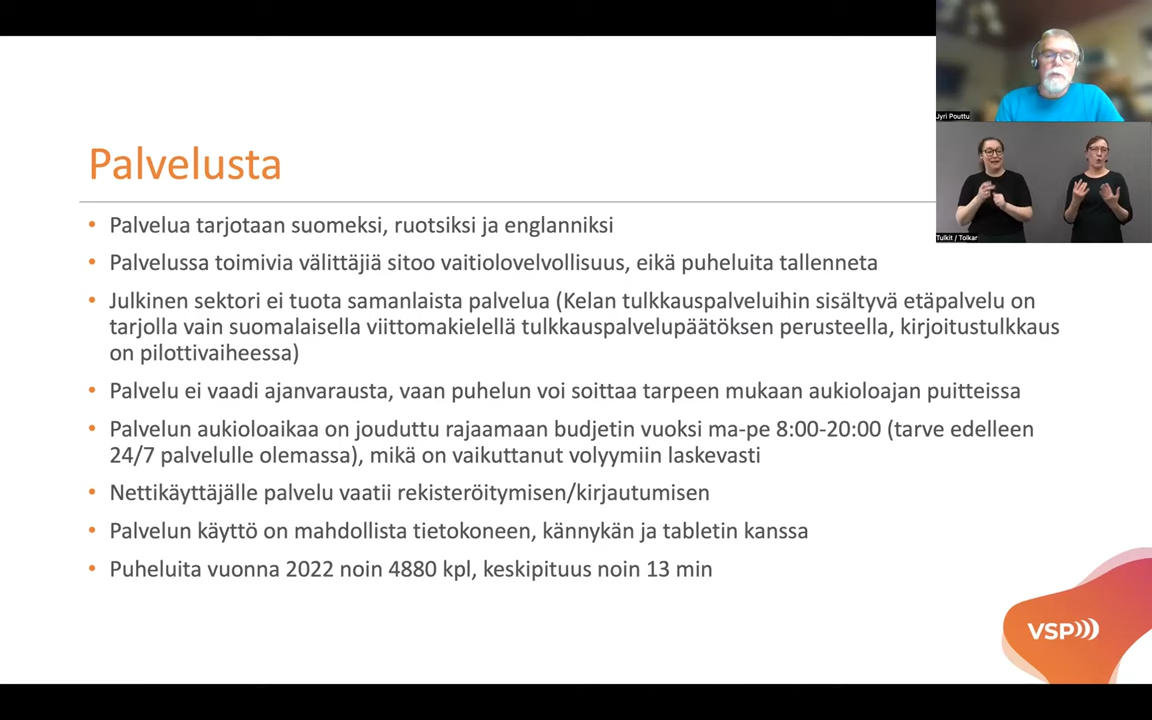 Jyri Pouttu
Tulkit / Tolkar
Palvelusta
• Palvelua tarjotaan suomeksi, ruotsiksi ja englanniksi
• Palvelussa toimivia välittäjiä sitoo vaitiolovelvollisuus, eikä puheluita tallenneta
• Julkinen sektori ei tuota samanlaista palvelua (Kelan tulkkauspalveluihin sisältyvä etäpalvelu on
tarjolla vain suomalaisella viittomakielellä tulkkauspalvelupäätöksen perusteella, kirjoitustulkkaus
on pilottivaiheessa)
• Palvelu ei vaadi ajanvarausta, vaan puhelun voi soittaa tarpeen mukaan aukioloajan puitteissa
• Palvelun aukioloaikaa on jouduttu rajaamaan budjetin vuoksi ma-pe 8:00-20:00 (tarve edelleen
24/7 palvelulle olemassa), mikä on vaikuttanut volyymiin laskevasti
• Nettikäyttäjälle palvelu vaatii rekisteröitymisen/kirjautumisen
• Palvelun käyttö on mahdollista tietokoneen, kännykän ja tabletin kanssa
• Puheluita vuonna 2022 noin 4880 kpl, keskipituus noin 13 min
VSP